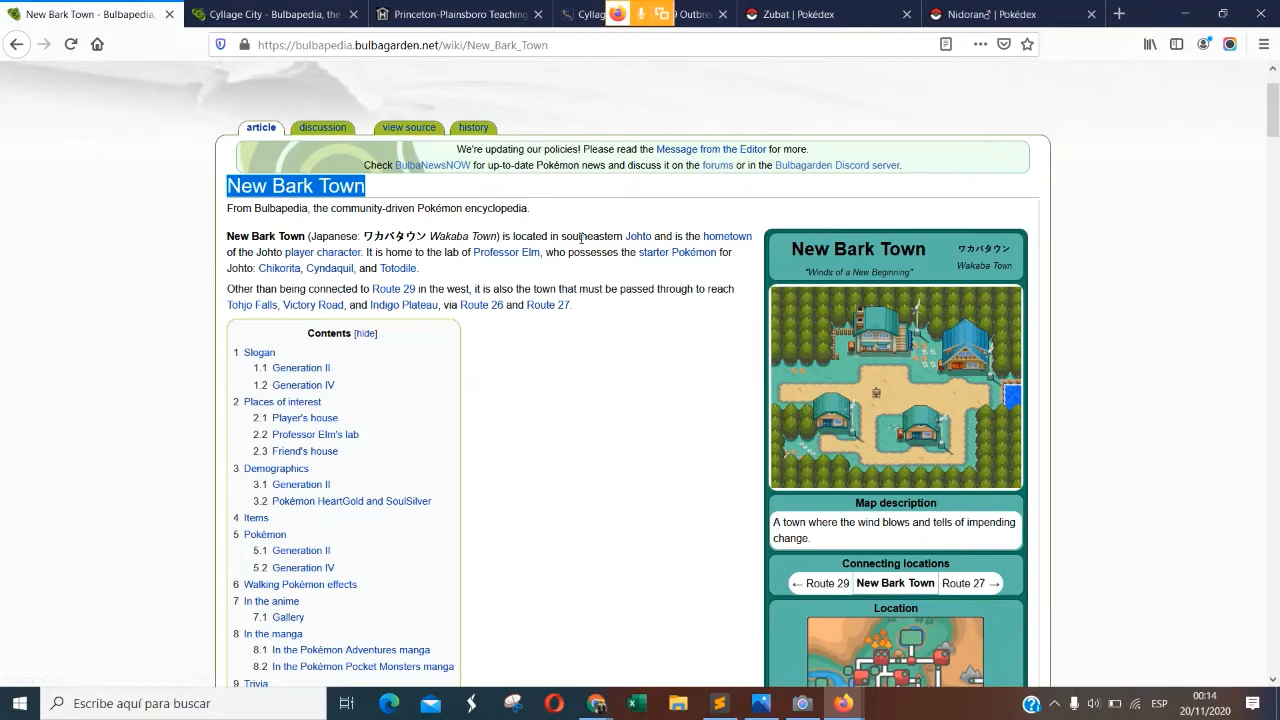 New Bark Town - Bulbapedia,
Cyllage City - Bulbapedia, the
Princeton-Plainsboro Teaching
Cyllag
9 Outbre
Zubat | Pokédex
Nidoran♂ | Pokédex
https://bulbapedia.bulbagarden.net/wiki/New_Bark_Town
article
discussion
view source
history
We're updating our policies! Please read the Message from the Editor for more.
Check BulbaNewsNOW for up-to-date Pokémon news and discuss it on the forums or in the Bulbagarden Discord server.
New Bark Town
From Bulbapedia, the community-driven Pokémon encyclopedia.
New Bark Town (Japanese: ワカバタウン Wakaba Town) is located in southeastern Johto and is the hometown
of the Johto player character. It is home to the lab of Professor Elm, who possesses the starter Pokémon for
Johto: Chikorita, Cyndaquil, and Totodile.
Other than being connected to Route 29 in the west, it is also the town that must be passed through to reach
Tohjo Falls, Victory Road, and Indigo Plateau, via Route 26 and Route 27.
Contents [hide]
1 Slogan
1.1 Generation II
1.2 Generation IV
2 Places of interest
2.1 Player's house
2.2 Professor Elm's lab
2.3 Friend's house
3 Demographics
3.1 Generation II
3.2 Pokémon HeartGold and SoulSilver
4 Items
5 Pokémon
5.1 Generation II
5.2 Generation IV
6 Walking Pokémon effects
7 In the anime
7.1 Gallery
8 In the manga
8.1 In the Pokémon Adventures manga
8.2 In the Pokémon Pocket Monsters manga
9 Trivia
New Bark Town
ワカバタウン
"Winds of a New Beginning"
Wakaba Town
Map description
A town where the wind blows and tells of impending
change.
Connecting locations
← Route 29 New Bark Town Route 27 →
Location
Escribe aquí para buscar
ESP
00:14
20/11/2020